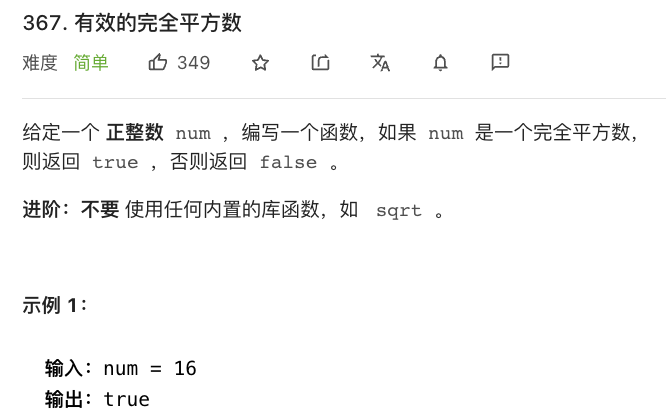 367. 有效的完全平方数
难度 简单 349
给定一个 正整数 num ，编写一个函数，如果 num 是一个完全平方数，
则返回 true ，否则返回 false 。
进阶：不要 使用任何内置的库函数，如 sqrt 。
示例 1：
输入：num = 16
输出：true